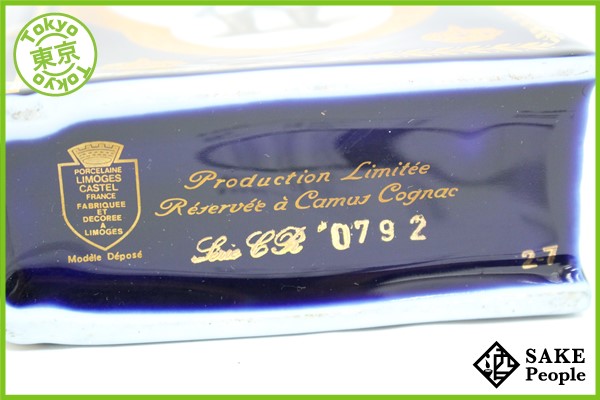 Tokyo
東京
Tokyo
PORCELAINE
LIMOGES
CASTEL
FRANCE
FABRIQUEE
ET
DECOREE
A
LIMOGES
Modèle Déposé
Production Limitée
Réservée à Camus Cognac
Série CR 0792
27
SAKE
People